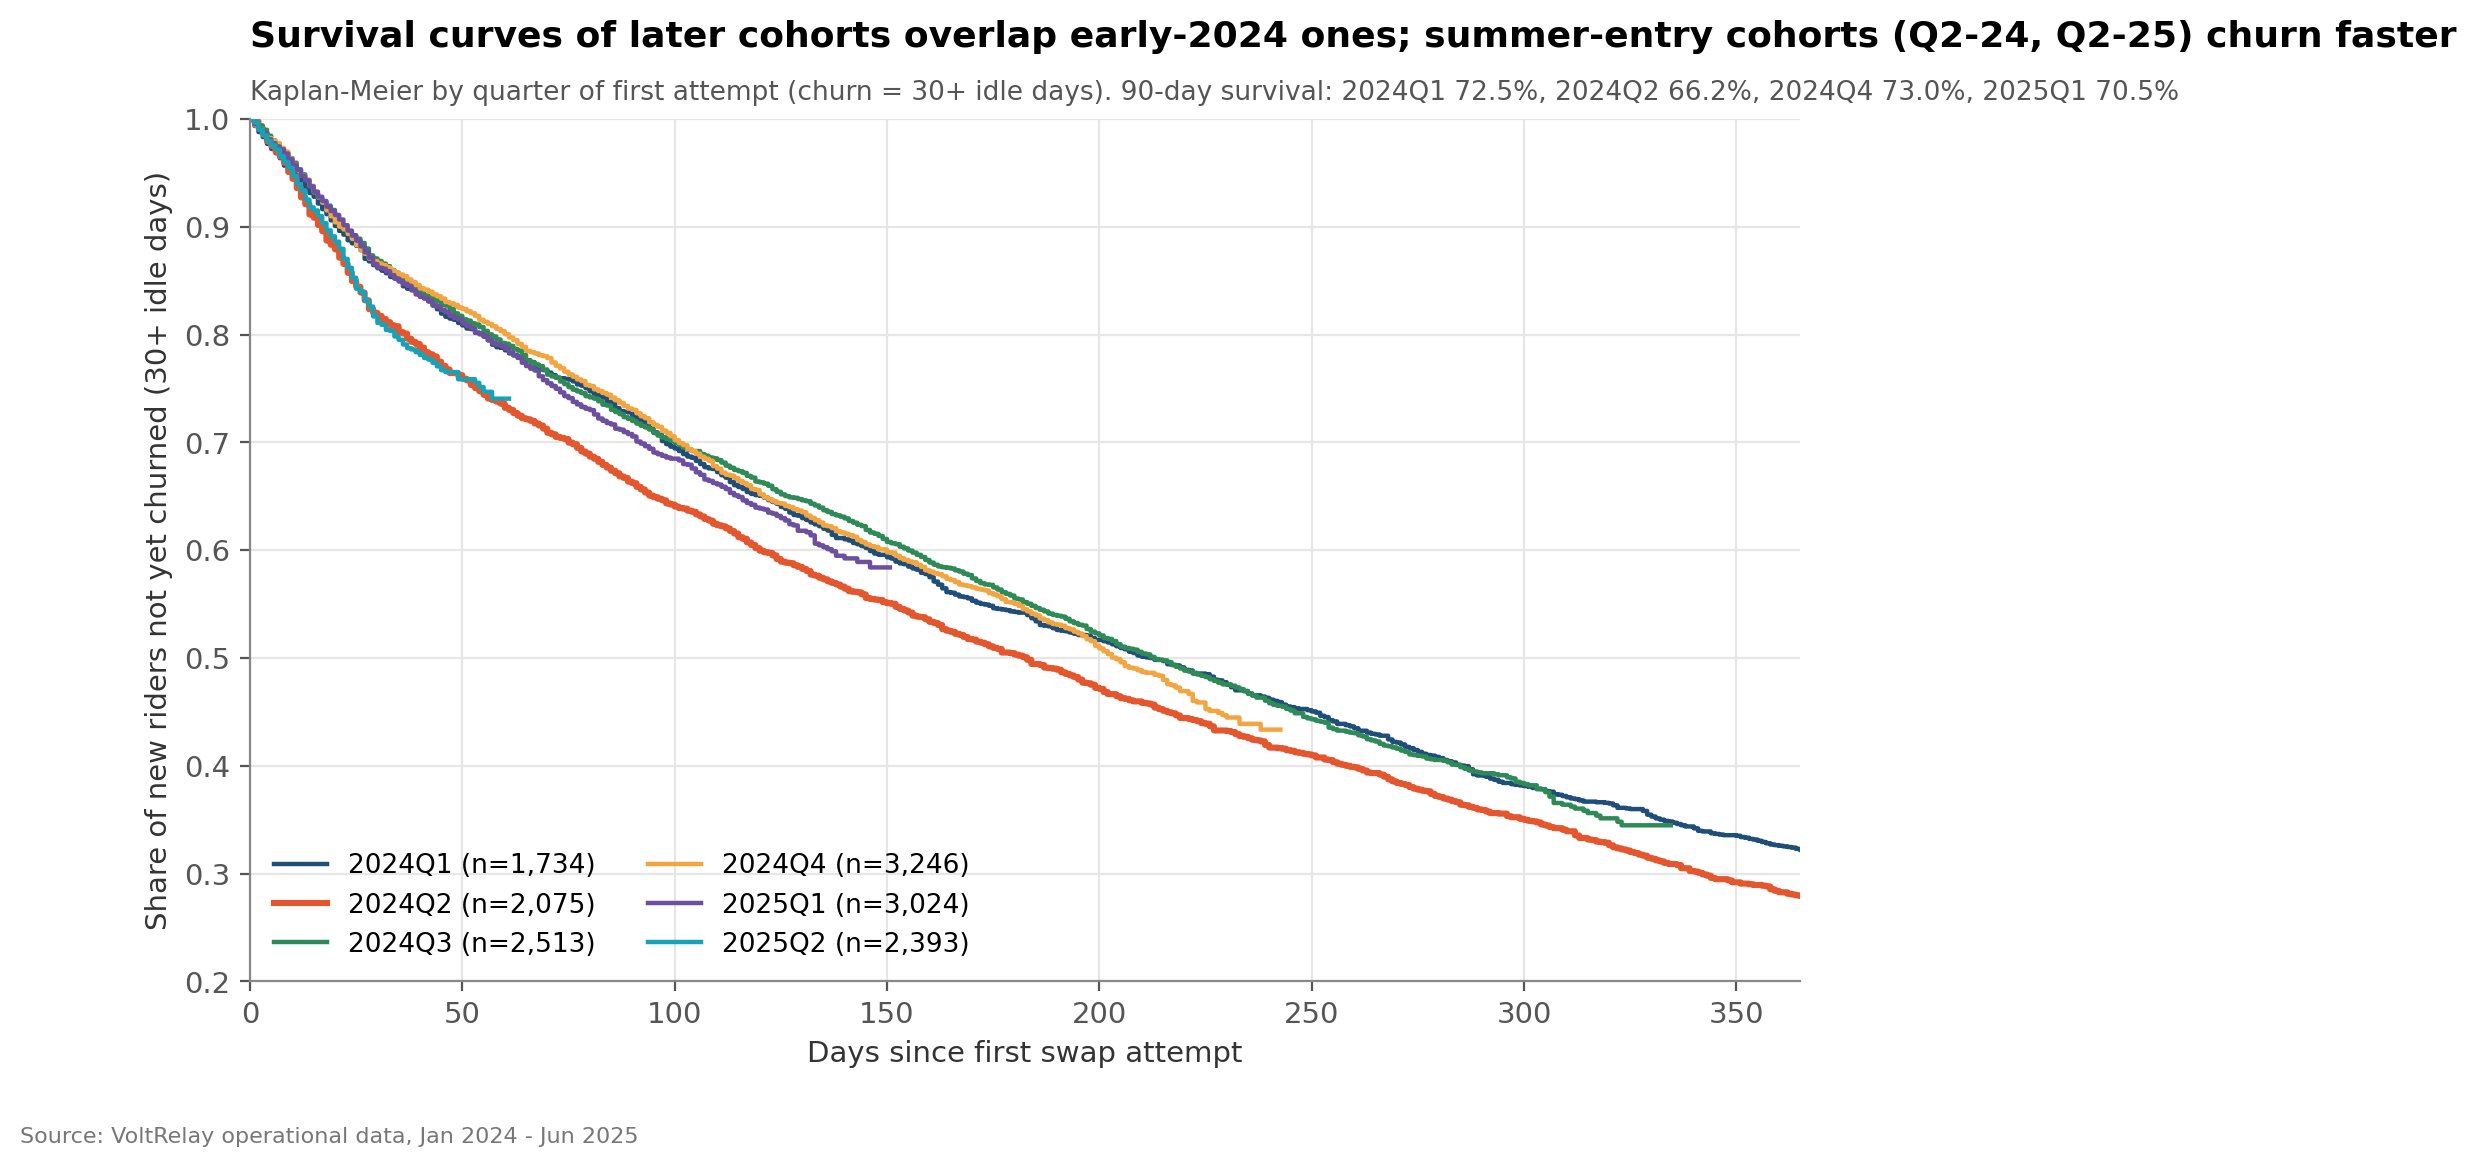 Survival curves of later cohorts overlap early-2024 ones; summer-entry cohorts (Q2-24, Q2-25) churn faster
Kaplan-Meier by quarter of first attempt (churn = 30+ idle days). 90-day survival: 2024Q1 72.5%, 2024Q2 66.2%, 2024Q4 73.0%, 2025Q1 70.5%
Share of new riders not yet churned (30+ idle days)
1.0
0.9
0.8
0.7
0.6
0.5
0.4
0.3
0.2
2024Q1 (n=1,734)
2024Q2 (n=2,075)
2024Q3 (n=2,513)
2024Q4 (n=3,246)
2025Q1 (n=3,024)
2025Q2 (n=2,393)
0 50 100 150 200 250 300 350
Days since first swap attempt
Source: VoltRelay operational data, Jan 2024 - Jun 2025